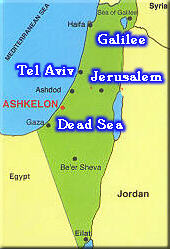 MEDITERRANEAN SEA
Syria
Sea of Galilee
Haifa
Galilee
Tel Aviv
Jerusalem
Ashdod
ASHKELON
Gaza
Dead Sea
Be'er Sheva
Egypt
Jordan
Eilat